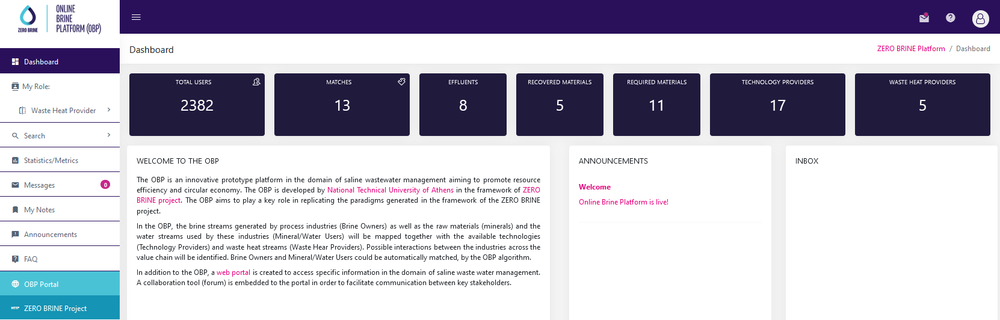 ZERO BRINE
ONLINE
BRINE
PLATFORM (OBP)
Dashboard
ZERO BRINE Platform / Dashboard
Dashboard
My Role:
Waste Heat Provider
Search
Statistics/Metrics
Messages 0
My Notes
Announcements
FAQ
OBP Portal
HTTP ZERO BRINE Project
TOTAL USERS
2382
MATCHES
13
EFFLUENTS
8
RECOVERED MATERIALS
5
REQUIRED MATERIALS
11
TECHNOLOGY PROVIDERS
17
WASTE HEAT PROVIDERS
5
WELCOME TO THE OBP
The OBP is an innovative prototype platform in the domain of saline wastewater management aiming to promote resource
efficiency and circular economy. The OBP is developed by National Technical University of Athens in the framework of ZERO
BRINE project. The OBP aims to play a key role in replicating the paradigms generated in the framework of the ZERO BRINE
project.
In the OBP, the brine streams generated by process industries (Brine Owners) as well as the raw materials (minerals) and the
water streams used by these industries (Mineral/Water Users) will be mapped together with the available technologies
(Technology Providers) and waste heat streams (Waste Hear Providers). Possible interactions between the industries across the
value chain will be identified. Brine Owners and Mineral/Water Users could be automatically matched, by the OBP algorithm.
In addition to the OBP, a web portal is created to access specific information in the domain of saline waste water management.
A collaboration tool (forum) is embedded to the portal in order to facilitate communication between key stakeholders.
ANNOUNCEMENTS
Welcome
Online Brine Platform is live!
INBOX